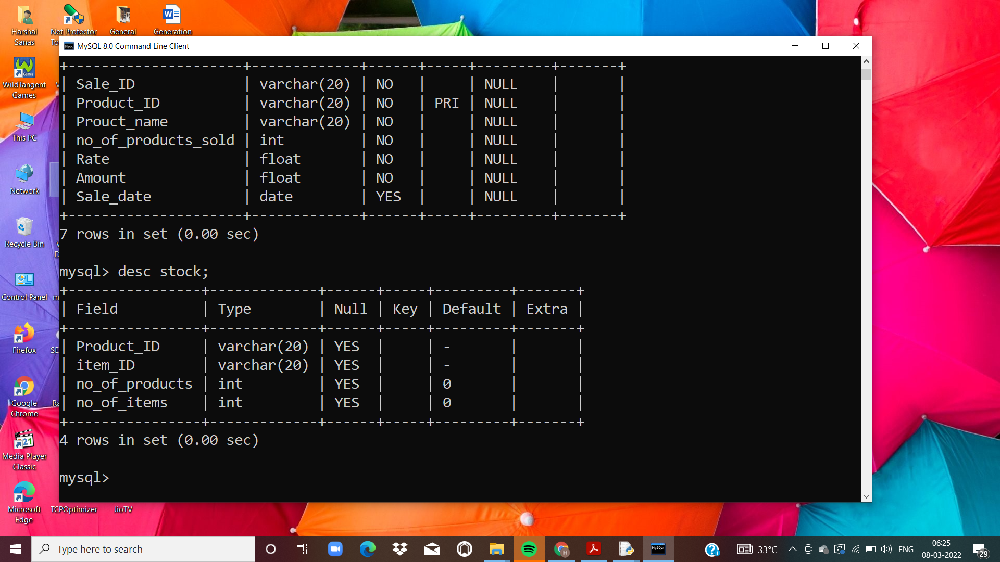 Harshal Sanas
Net Protector To
General
Generation
MySQL 8.0 Command Line Client
+---------------------+-------------+------+-----+---------+-------+
| Sale_ID             | varchar(20) | NO   |     | NULL    |       |
| Product_ID          | varchar(20) | NO   | PRI | NULL    |       |
| Prouct_name         | varchar(20) | NO   |     | NULL    |       |
| no_of_products_sold | int         | NO   |     | NULL    |       |
| Rate                | float       | NO   |     | NULL    |       |
| Amount              | float       | NO   |     | NULL    |       |
| Sale_date           | date        | YES  |     | NULL    |       |
+---------------------+-------------+------+-----+---------+-------+
7 rows in set (0.00 sec)
mysql> desc stock;
+----------------+-------------+------+-----+---------+-------+
| Field          | Type        | Null | Key | Default | Extra |
+----------------+-------------+------+-----+---------+-------+
| Product_ID     | varchar(20) | YES  |     | -       |       |
| item_ID        | varchar(20) | YES  |     | -       |       |
| no_of_products | int         | YES  |     | 0       |       |
| no_of_items    | int         | YES  |     | 0       |       |
+----------------+-------------+------+-----+---------+-------+
4 rows in set (0.00 sec)
mysql>
WildTangent Games
This PC
Network
Recycle Bin
Control Panel
Firefox
SE
Google Chrome
Ra
Media Player Classic
Microsoft Edge
TCPOptimizer
JioTV
Type here to search
33°C
ENG
06:25
08-03-2022
29